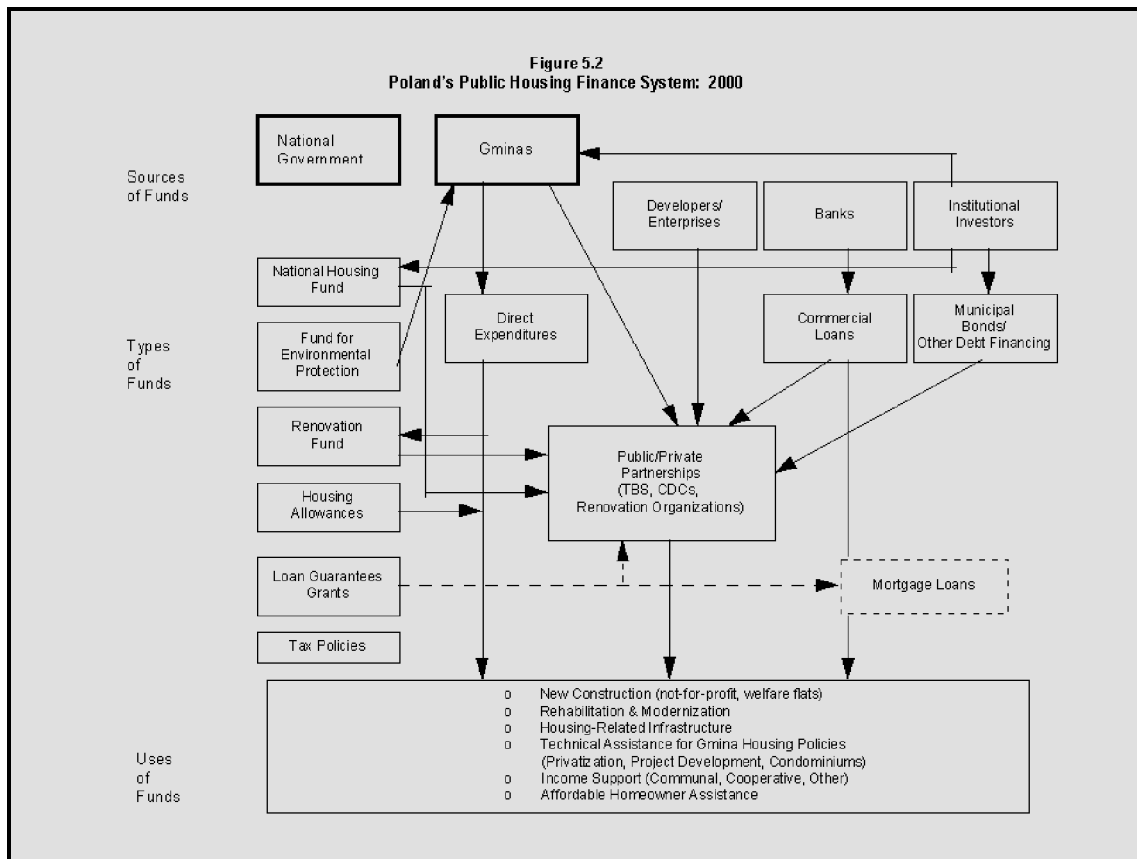 Figure 5.2
Poland's Public Housing Finance System: 2000
National
Government
Gminas
Sources
of Funds
Developers/
Enterprises
Banks
Institutional
Investors
National Housing
Fund
Direct
Expenditures
Commercial
Loans
Municipal
Bonds/
Other Debt Financing
Types
of
Funds
Fund for
Environmental
Protection
Renovation
Fund
Public/Private
Partnerships
(TBS, CDCs,
Renovation Organizations)
Housing
Allowances
Loan Guarantees
Grants
Mortgage Loans
Tax Policies
Uses
of
Funds
o New Construction (not-for-profit, welfare flats)
o Rehabilitation & Modernization
o Housing-Related Infrastructure
o Technical Assistance for Gmina Housing Policies
(Privatization, Project Development, Condominiums)
o Income Support (Communal, Cooperative, Other)
o Affordable Homeowner Assistance